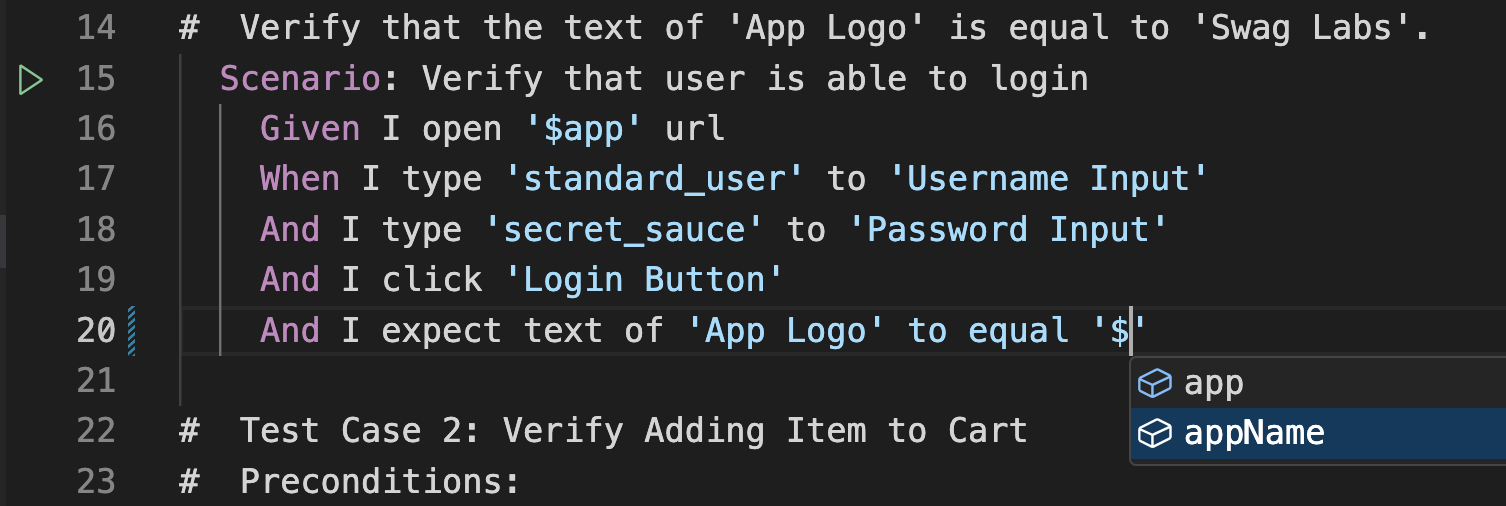 14 # Verify that the text of 'App Logo' is equal to 'Swag Labs'.
15 Scenario: Verify that user is able to login
16 Given I open '$app' url
17 When I type 'standard_user' to 'Username Input'
18 And I type 'secret_sauce' to 'Password Input'
19 And I click 'Login Button'
20 And I expect text of 'App Logo' to equal '$'
21 app
22 # Test Case 2: Verify Adding Item to Cart appName
23 # Preconditions: